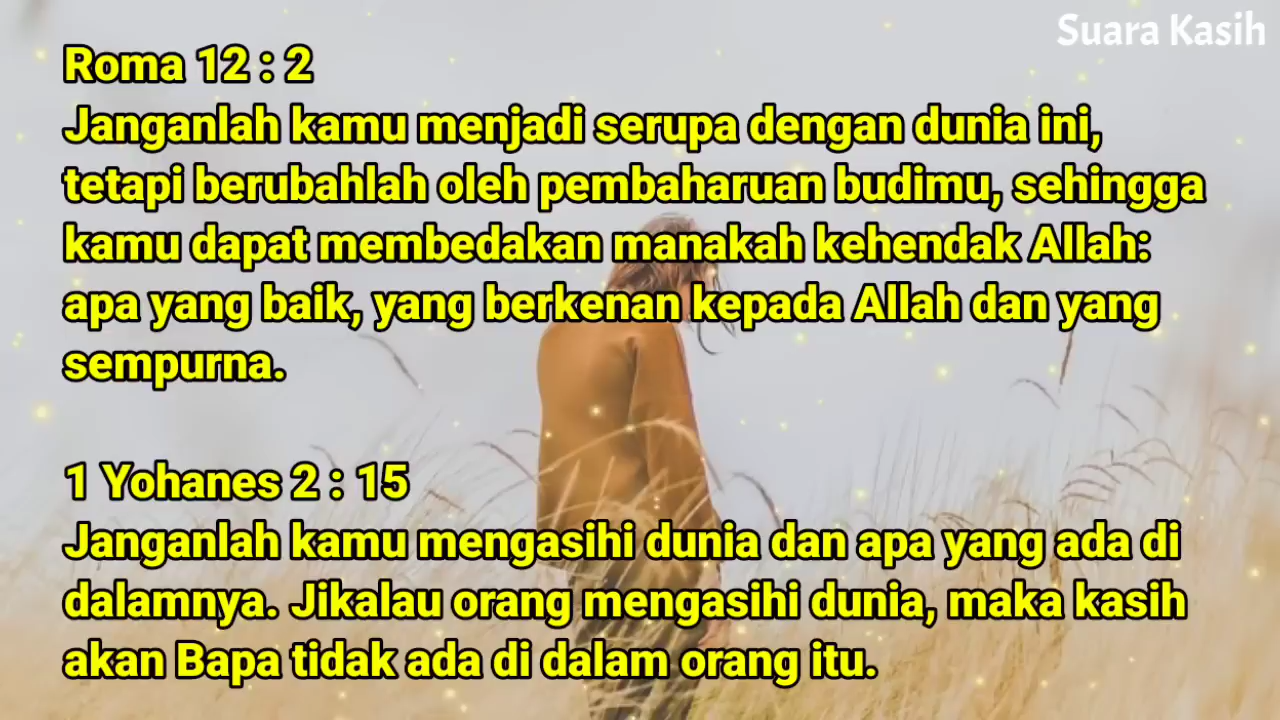 Suara Kasih
Roma 12 : 2
Janganlah kamu menjadi serupa dengan dunia ini,
tetapi berubahlah oleh pembaharuan budimu, sehingga
kamu dapat membedakan manakah kehendak Allah:
apa yang baik, yang berkenan kepada Allah dan yang
sempurna.
1 Yohanes 2 : 15
Janganlah kamu mengasihi dunia dan apa yang ada di
dalamnya. Jikalau orang mengasihi dunia, maka kasih
akan Bapa tidak ada di dalam orang itu.